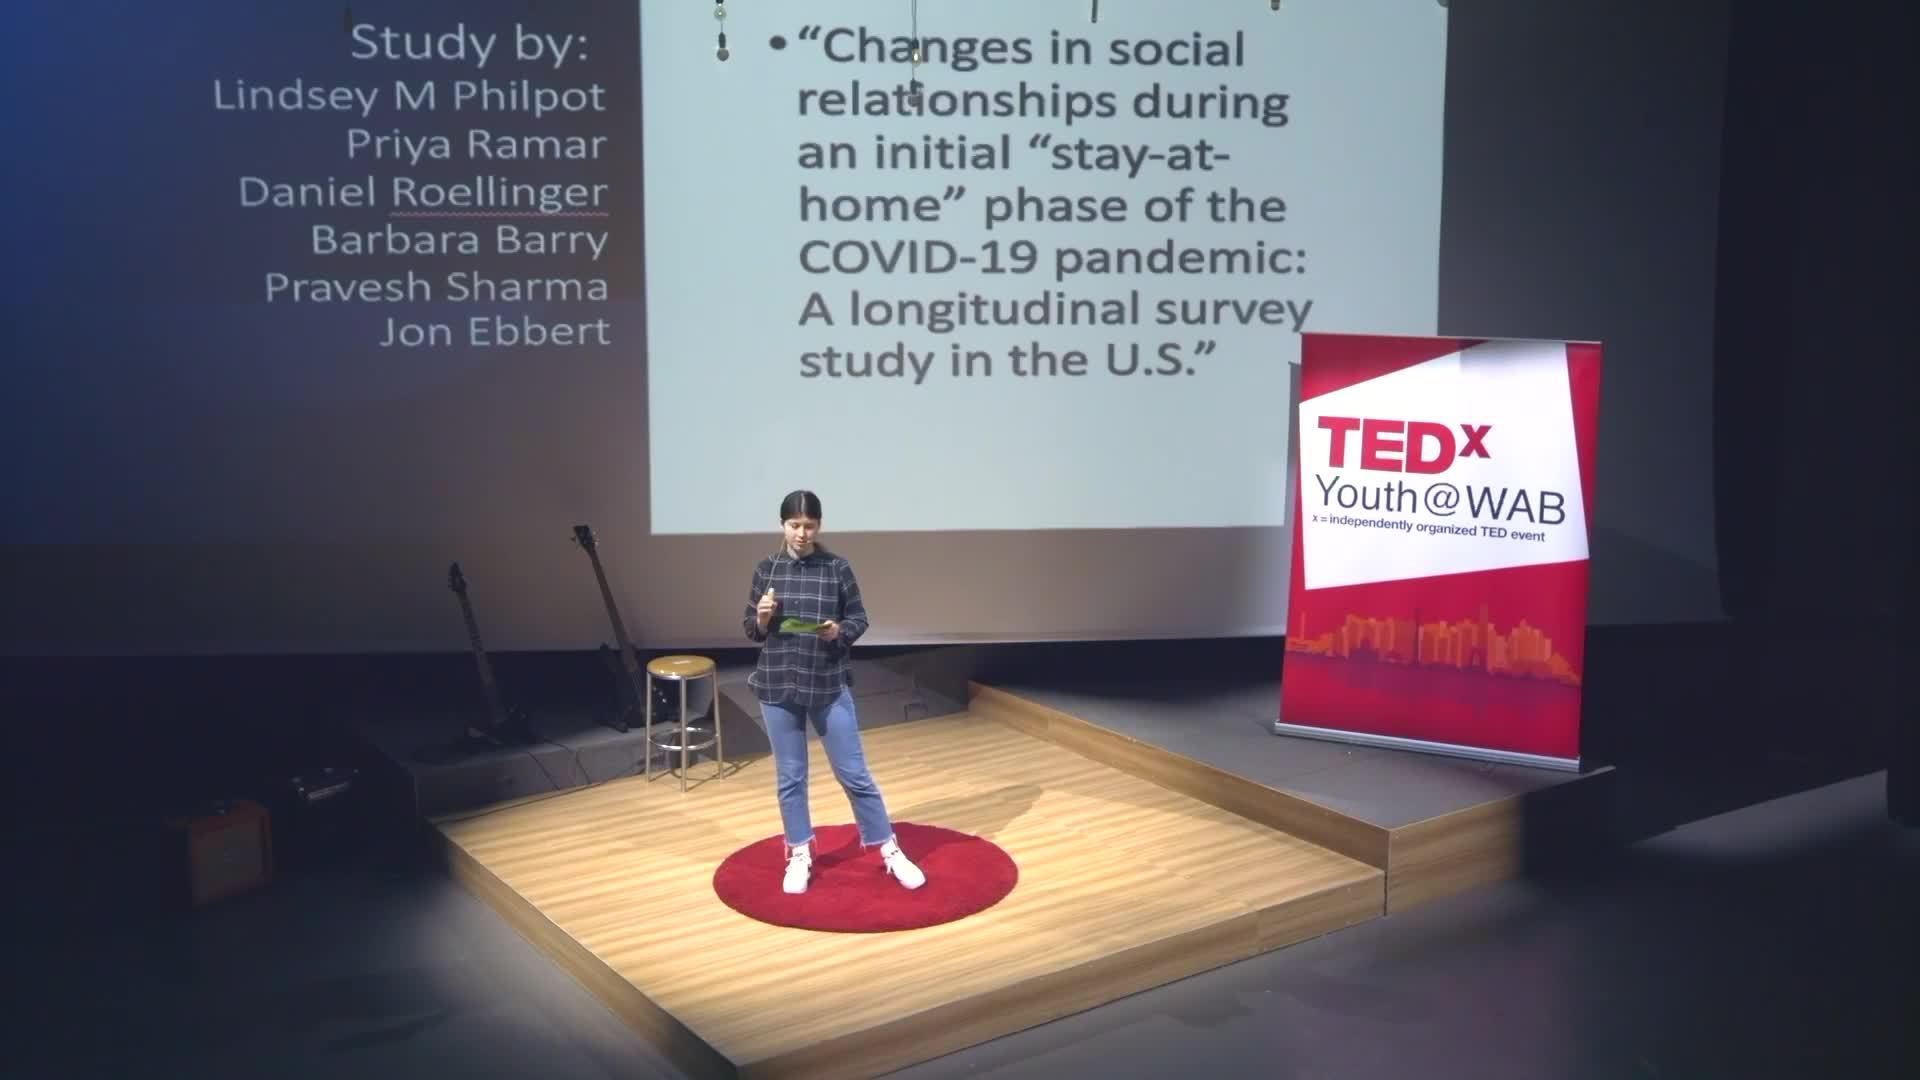 Study by:
Lindsey M Philpot
Priya Ramar
Daniel Roellinger
Barbara Barry
Pravesh Sharma
Jon Ebbert
• “Changes in social
relationships during
an initial “stay-at-
home” phase of the
COVID-19 pandemic:
A longitudinal survey
study in the U.S.”
TEDx
Youth@WAB
x = independently organized TED event